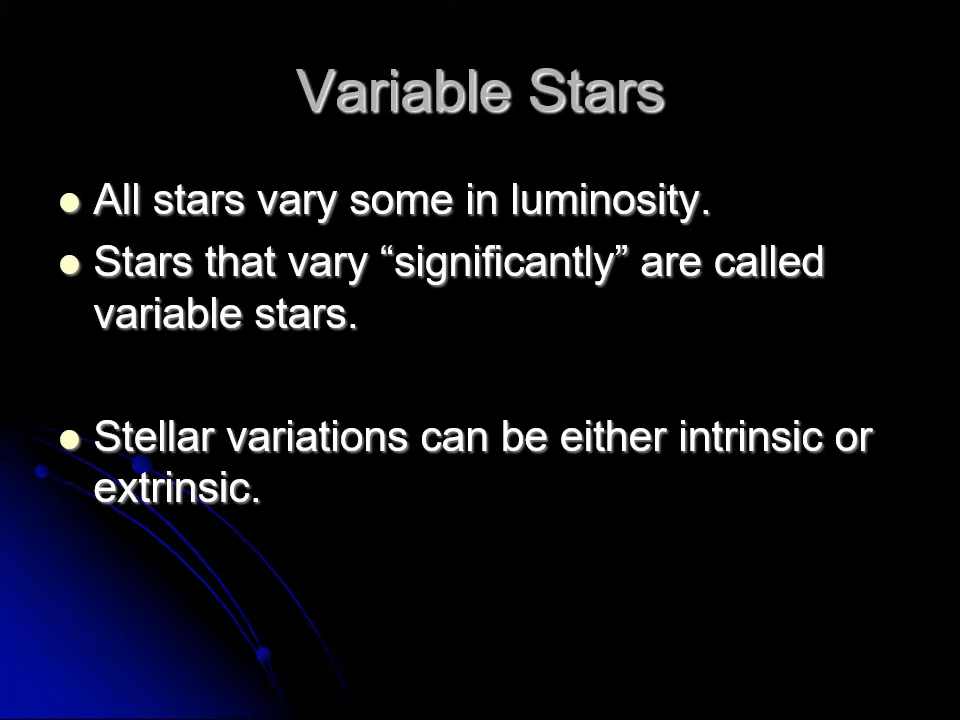 Variable Stars
All stars vary some in luminosity.
Stars that vary “significantly” are called
variable stars.
Stellar variations can be either intrinsic or
extrinsic.